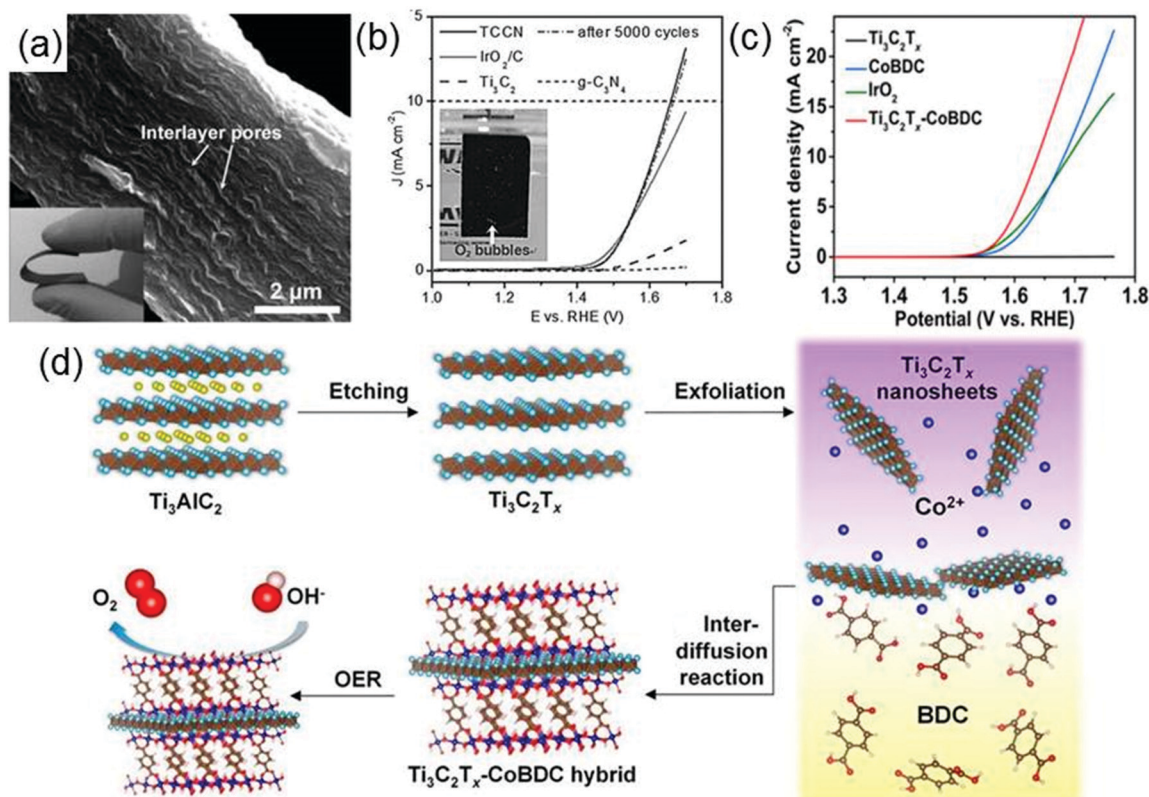 (a)
Interlayer pores
2 µm
(b)
TCCN
after 5000 cycles
IrO₂/C
Ti₃C₂
g-C₃N₄
J (mA cm⁻²)
15
10
5
0
O₂ bubbles
1.0 1.2 1.4 1.6 1.8
E vs. RHE (V)
(c)
Ti₃C₂Tₓ
CoBDC
IrO₂
Ti₃C₂Tₓ-CoBDC
Current density (mA cm⁻²)
20
15
10
5
0
1.3 1.4 1.5 1.6 1.7 1.8
Potential (V vs. RHE)
(d)
Etching
Exfoliation
Ti₃AlC₂
Ti₃C₂Tₓ
Ti₃C₂Tₓ
nanosheets
Co²⁺
BDC
Inter-
diffusion
reaction
Ti₃C₂Tₓ-CoBDC hybrid
OER
O₂
OH⁻